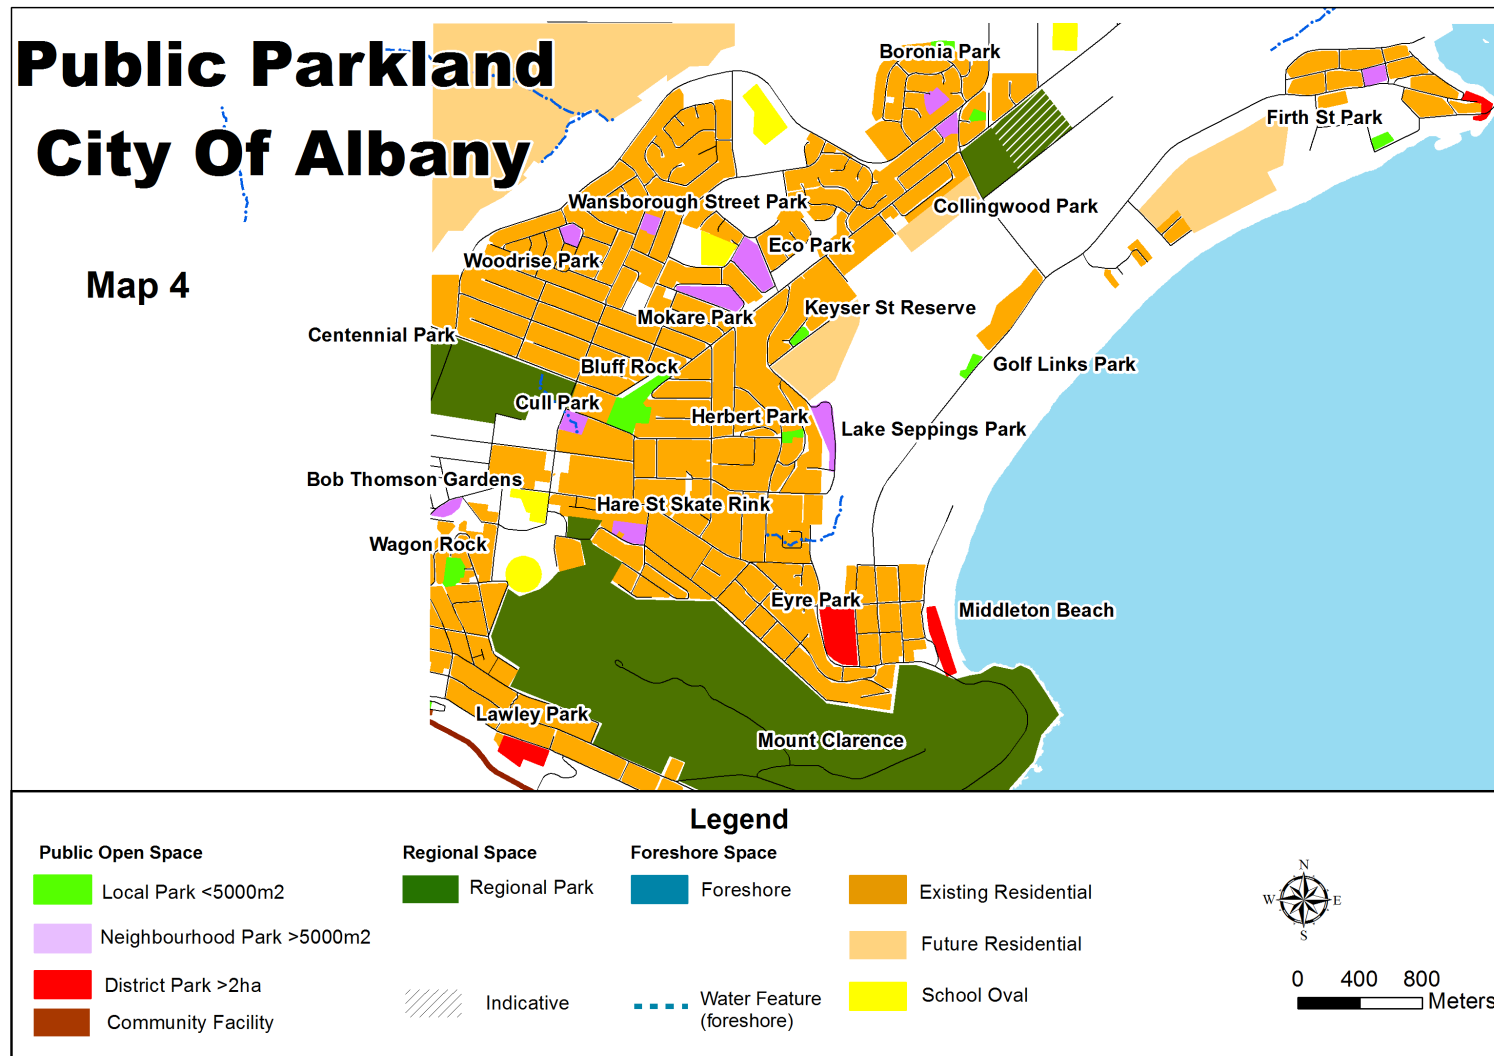 Public Parkland
City Of Albany
Map 4
Boronia Park
Firth St Park
Wansborough Street Park
Collingwood Park
Eco Park
Woodrise Park
Keyser St Reserve
Mokare Park
Centennial Park
Bluff Rock
Golf Links Park
Cull Park
Herbert Park
Lake Seppings Park
Bob Thomson Gardens
Hare St Skate Rink
Wagon Rock
Eyre Park
Middleton Beach
Lawley Park
Mount Clarence
Legend
Public Open Space
Local Park <5000m2
Neighbourhood Park >5000m2
District Park >2ha
Community Facility
Regional Space
Regional Park
Indicative
Foreshore Space
Foreshore
Water Feature
(foreshore)
Existing Residential
Future Residential
School Oval
N
W E
S
0 400 800
Meters